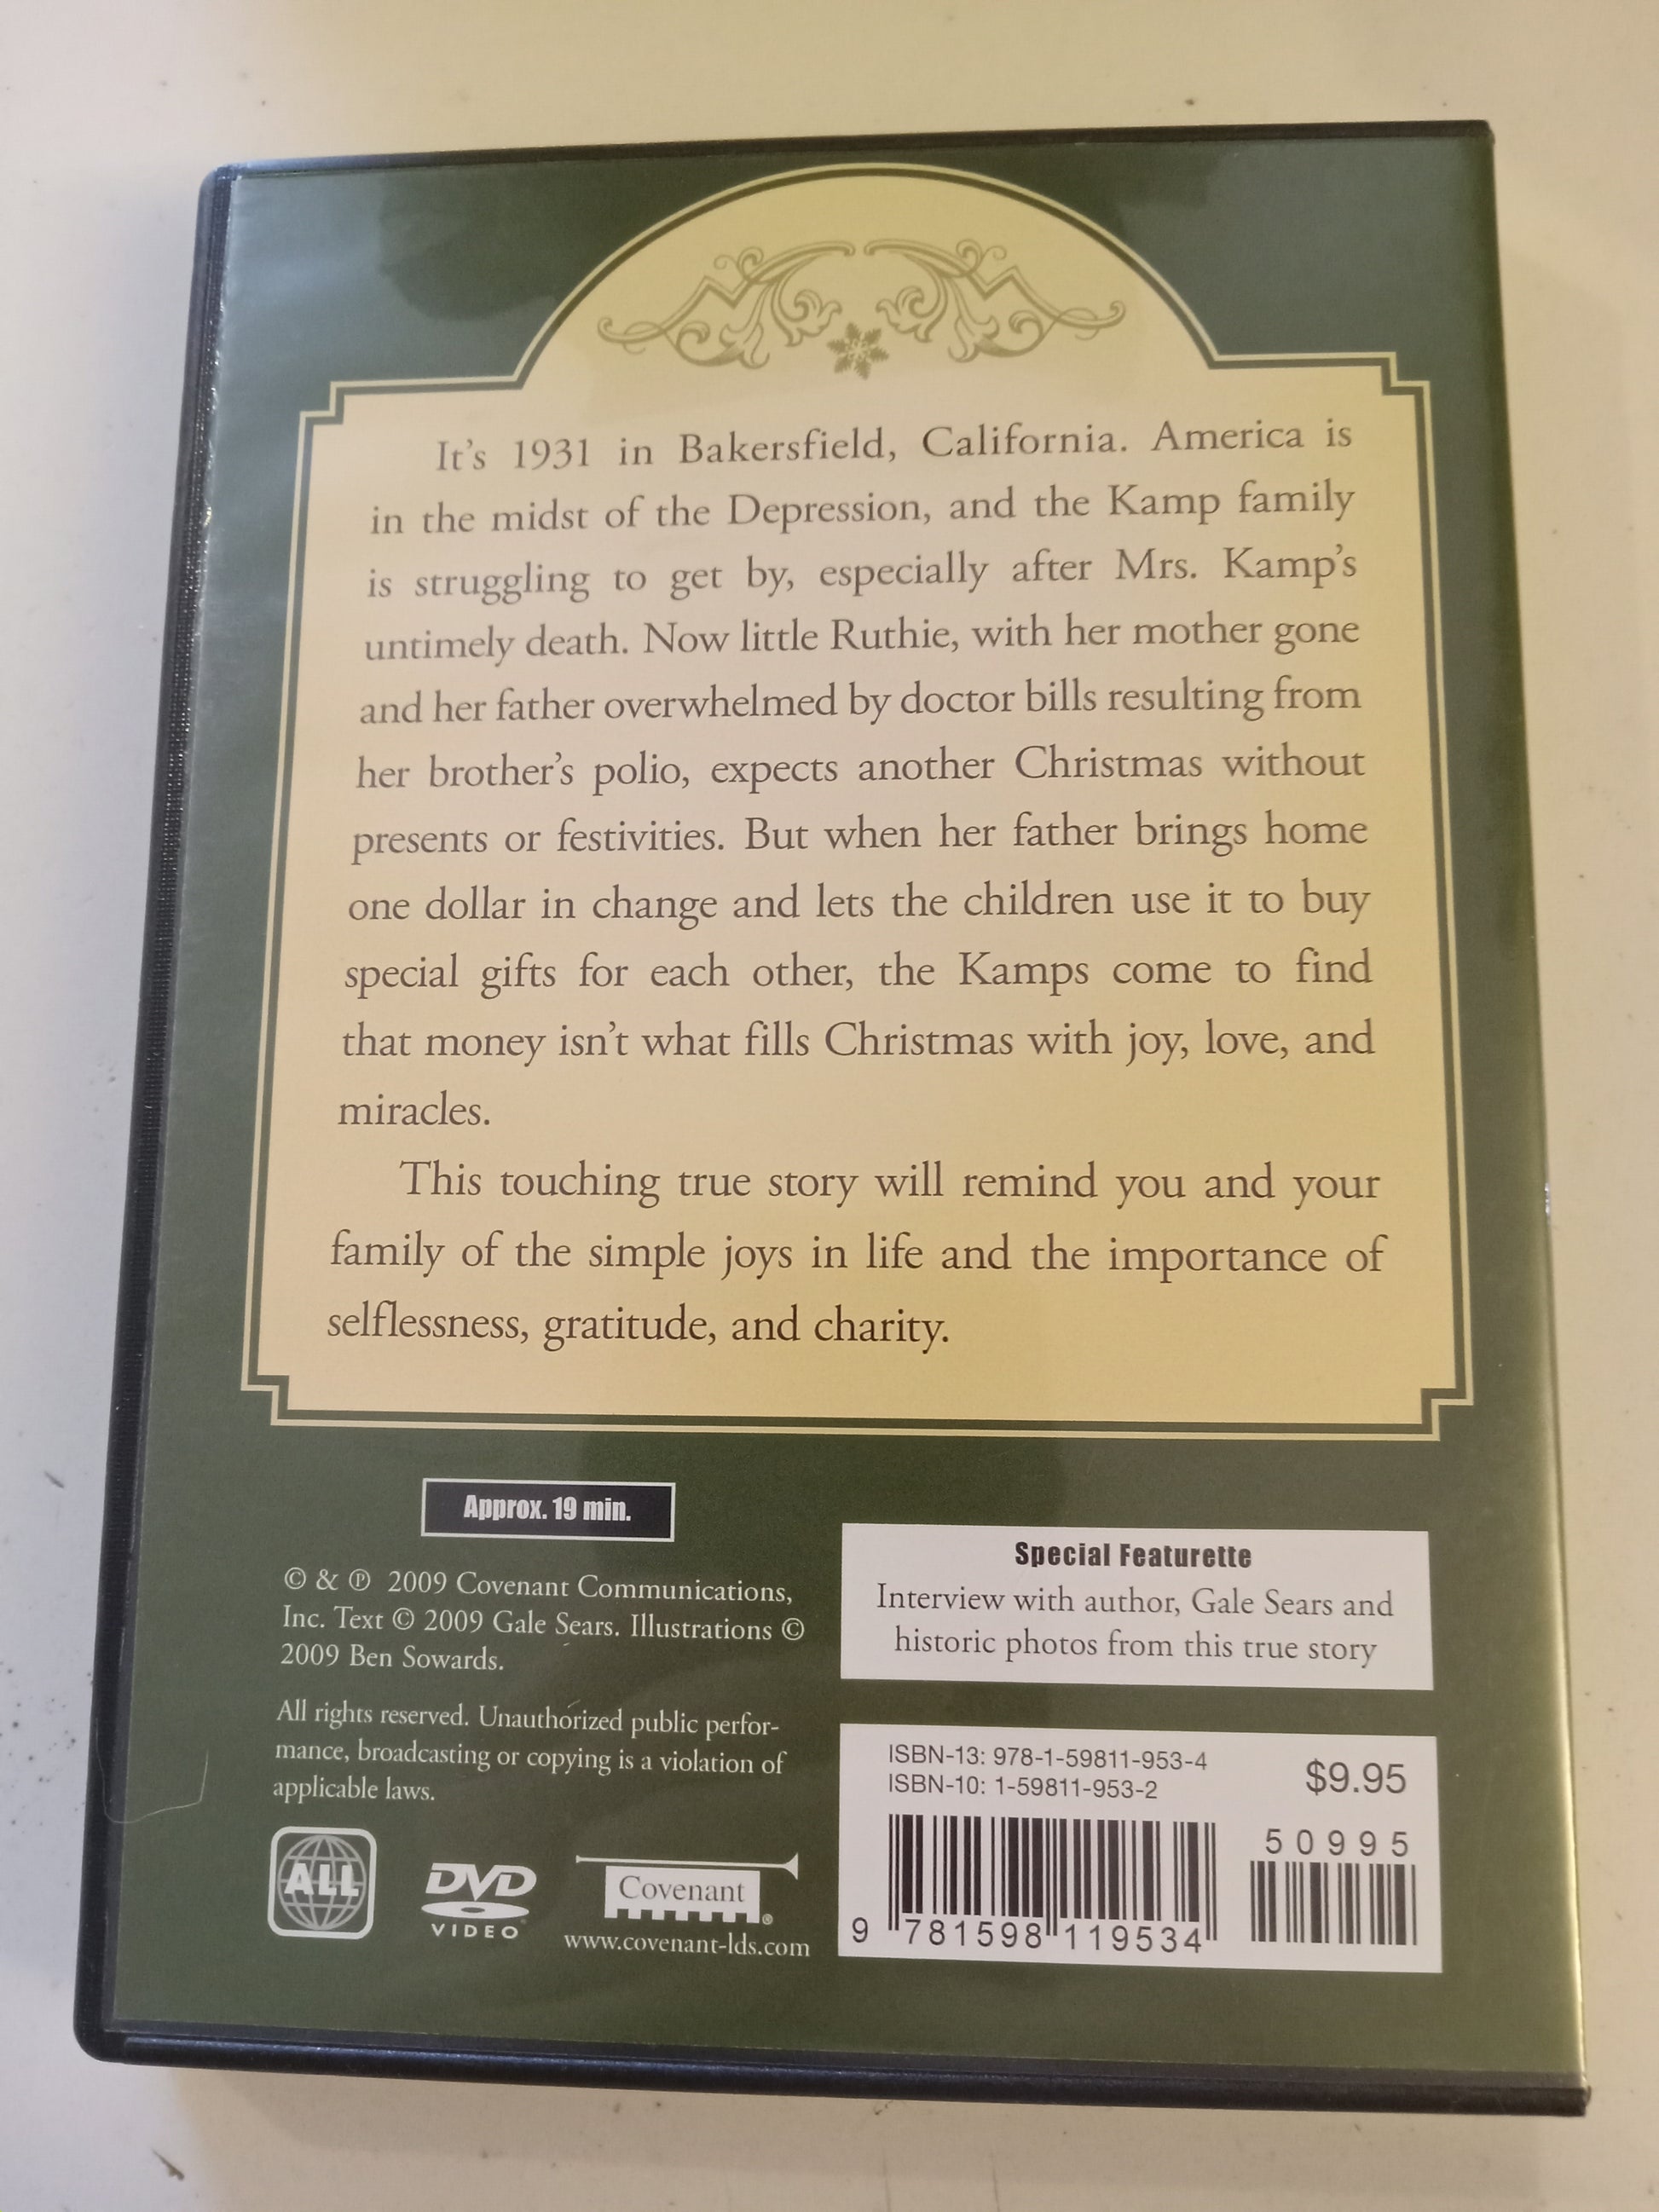 It's 1931 in Bakersfield, California. America is
in the midst of the Depression, and the Kamp family
is struggling to get by, especially after Mrs. Kamp's
untimely death. Now little Ruthie, with her mother gone
and her father overwhelmed by doctor bills resulting from
her brother's polio, expects another Christmas without
presents or festivities. But when her father brings home
one dollar in change and lets the children use it to buy
special gifts for each other, the Kamps come to find
that money isn't what fills Christmas with joy, love, and
miracles.
This touching true story will remind you and your
family of the simple joys in life and the importance of
selflessness, gratitude, and charity.
Approx. 19 min.
© & ℗ 2009 Covenant Communications,
Inc. Text © 2009 Gale Sears. Illustrations ©
2009 Ben Sowards.
All rights reserved. Unauthorized public perfor-
mance, broadcasting or copying is a violation of
applicable laws.
ALL
DVD
VIDEO
Covenant®
www.covenant-lds.com
Special Featurette
Interview with author, Gale Sears and
historic photos from this true story
ISBN-13: 978-1-59811-953-4
ISBN-10: 1-59811-953-2
$9.95
50995
9 781598 119534